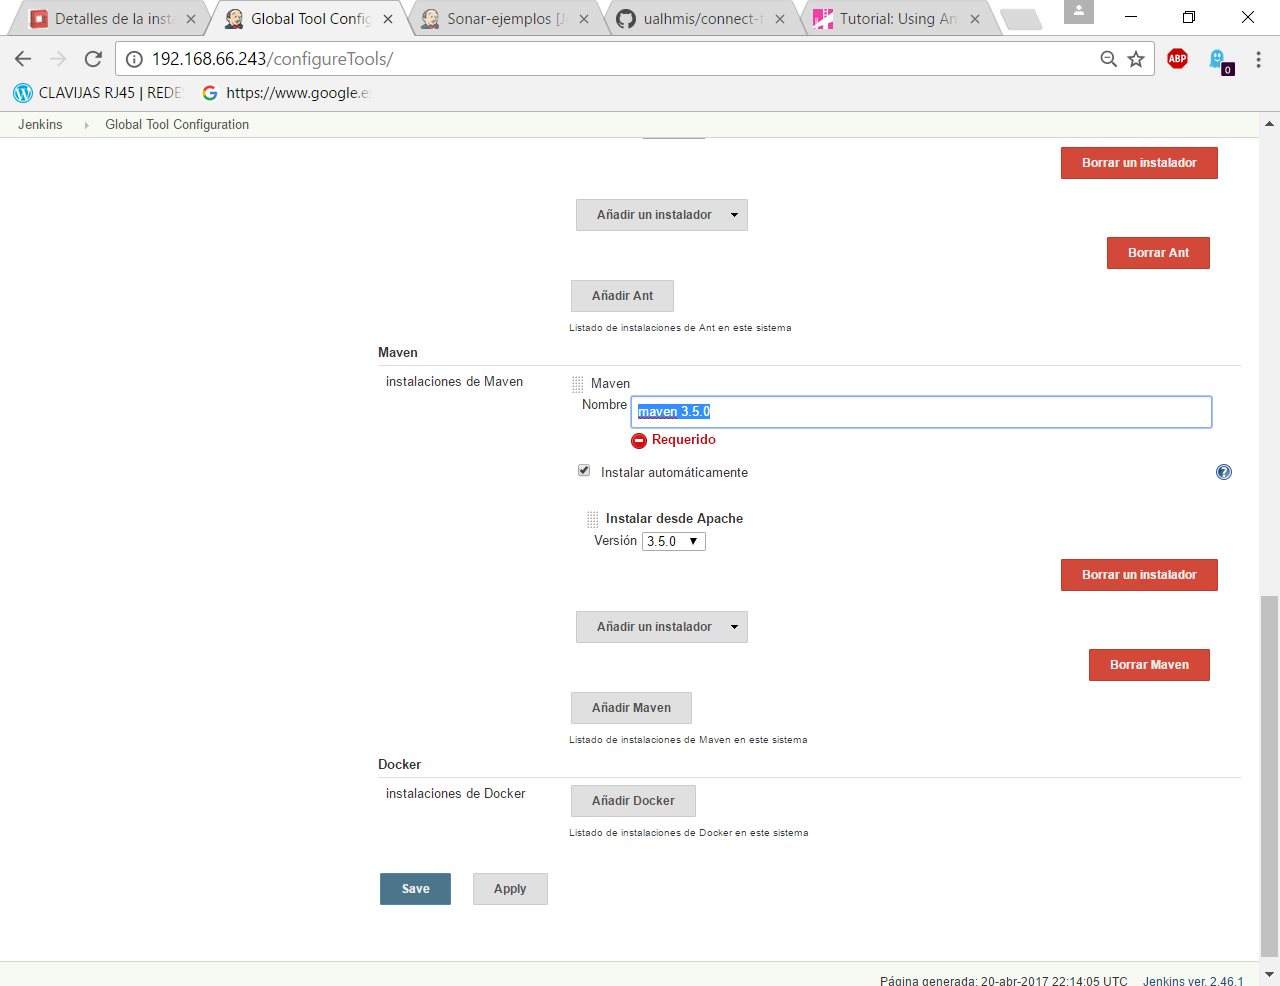 Detalles de la inst
Global Tool Config
Sonar-ejemplos [J
ualhmis/connect-f
Tutorial: Using An
192.168.66.243/configureTools/
ABP
0
CLAVIJAS RJ45 | REDE
https://www.google.es
Jenkins
Global Tool Configuration
Borrar un instalador
Añadir un instalador
Borrar Ant
Añadir Ant
Listado de instalaciones de Ant en este sistema
Maven
instalaciones de Maven
Maven
Nombre
maven 3.5.0
Requerido
Instalar automáticamente
Instalar desde Apache
Versión
3.5.0
Borrar un instalador
Añadir un instalador
Borrar Maven
Añadir Maven
Listado de instalaciones de Maven en este sistema
Docker
instalaciones de Docker
Añadir Docker
Listado de instalaciones de Docker en este sistema
Save
Apply
Página generada: 20-abr-2017 22:14:05 UTC
Jenkins ver. 2.46.1